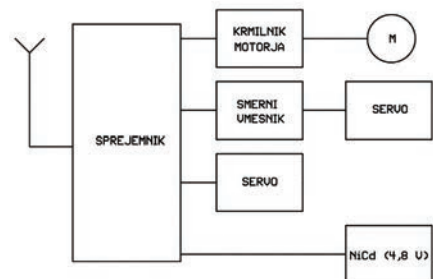 KRMILNIK
MOTORJA
M
SPREJEMNIK
SMERNI
VMESNIK
SERVO
SERVO
NiCd (4,8 V)